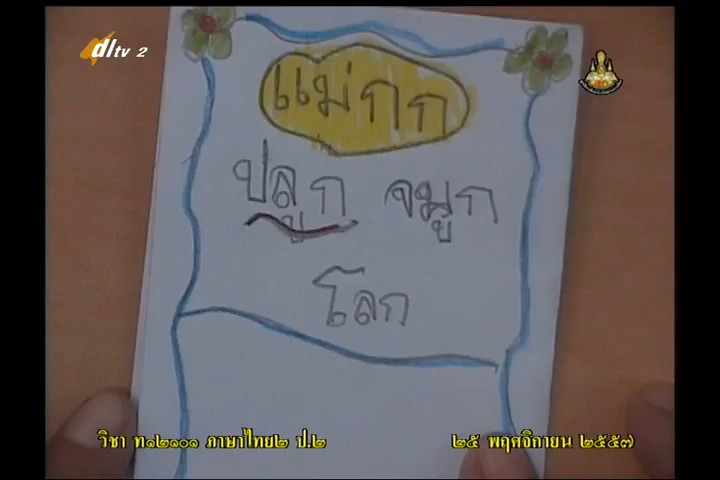 dltv 2
แม่กก
ปลูก จมูก
โลก
วิชา ท๑๒๑๐๑ ภาษาไทย๒ ป.๒ ๒๕ พฤศจิกายน ๒๕๕๗